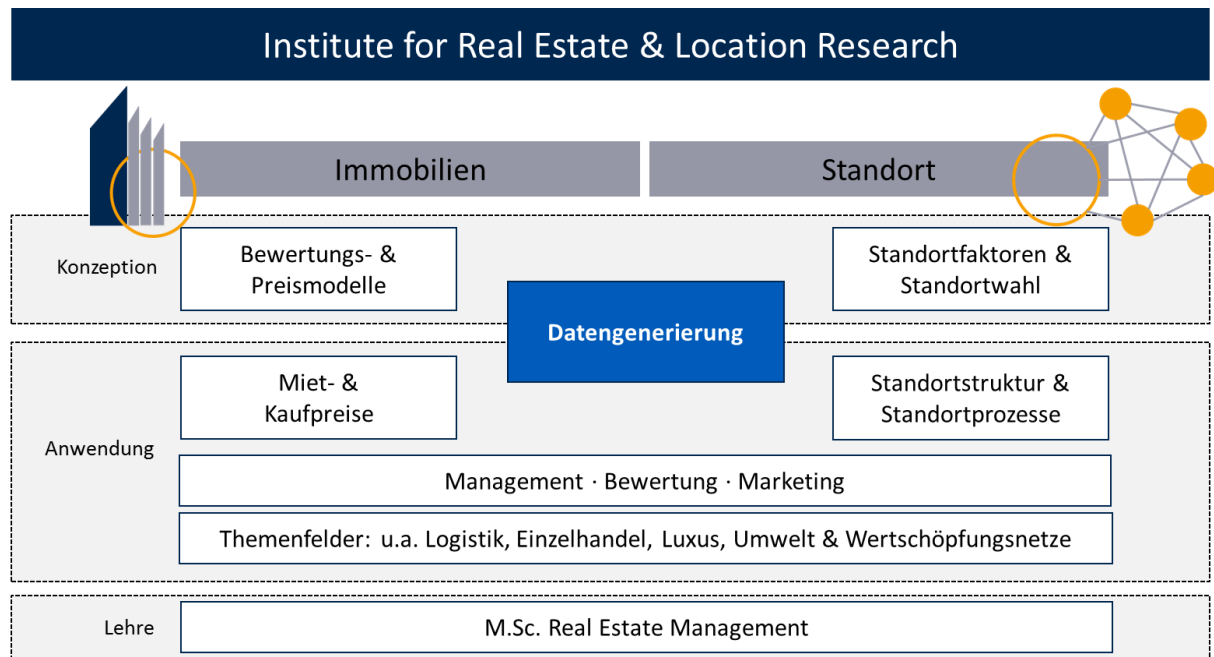 Institute for Real Estate & Location Research
Immobilien
Standort
Konzeption
Bewertungs- &
Preismodelle
Standortfaktoren &
Standortwahl
Datengenerierung
Anwendung
Miet- &
Kaufpreise
Standortstruktur &
Standortprozesse
Management · Bewertung · Marketing
Themenfelder: u.a. Logistik, Einzelhandel, Luxus, Umwelt & Wertschöpfungsnetze
Lehre
M.Sc. Real Estate Management